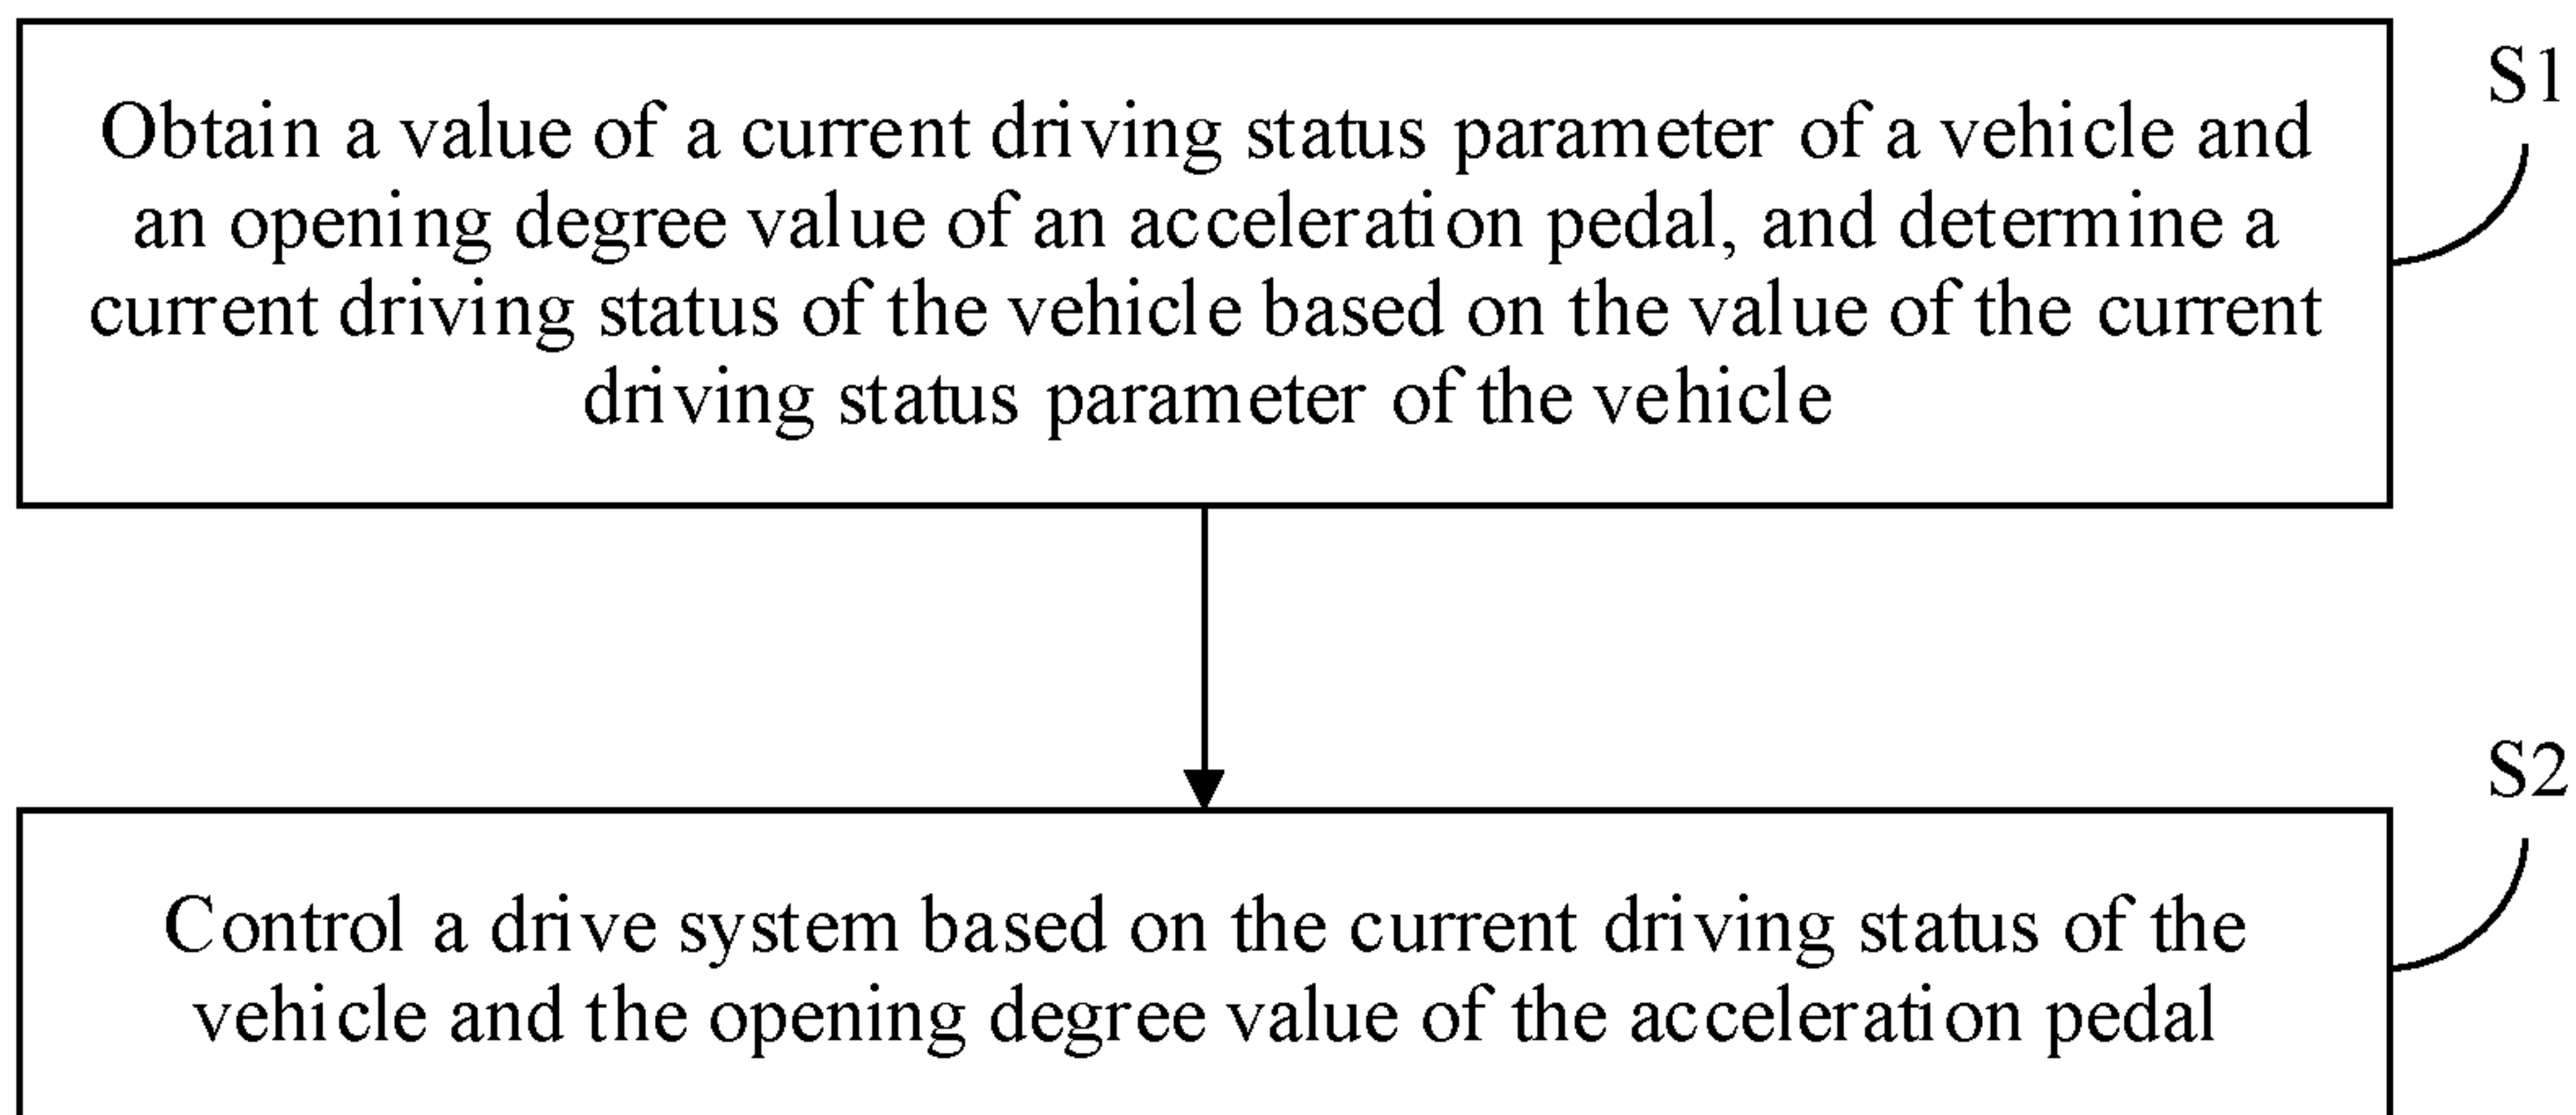 S1
Obtain a value of a current driving status parameter of a vehicle and
an opening degree value of an acceleration pedal, and determine a
current driving status of the vehicle based on the value of the current
driving status parameter of the vehicle
S2
Control a drive system based on the current driving status of the
vehicle and the opening degree value of the acceleration pedal